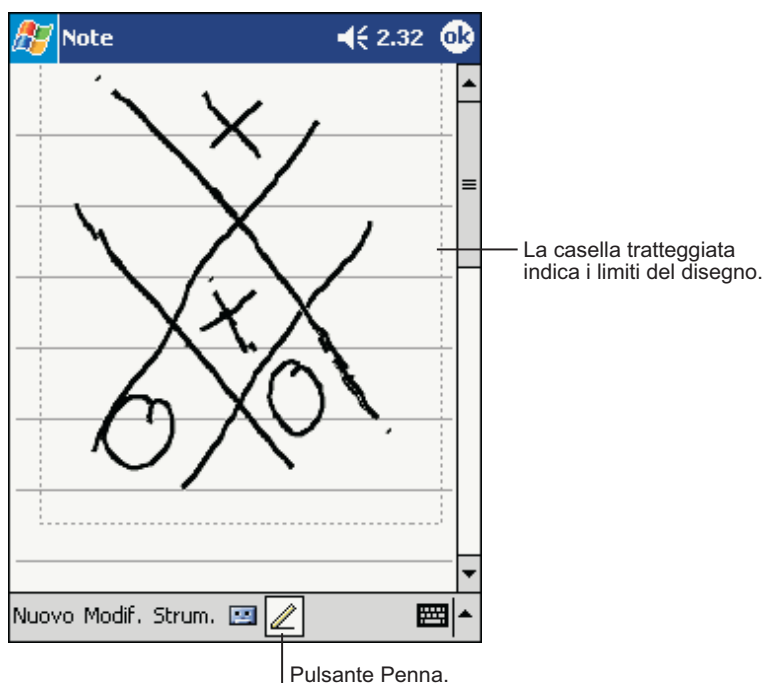 Note 2.32 ok
La casella tratteggiata
indica i limiti del disegno.
Nuovo Modif. Strum.
Pulsante Penna.